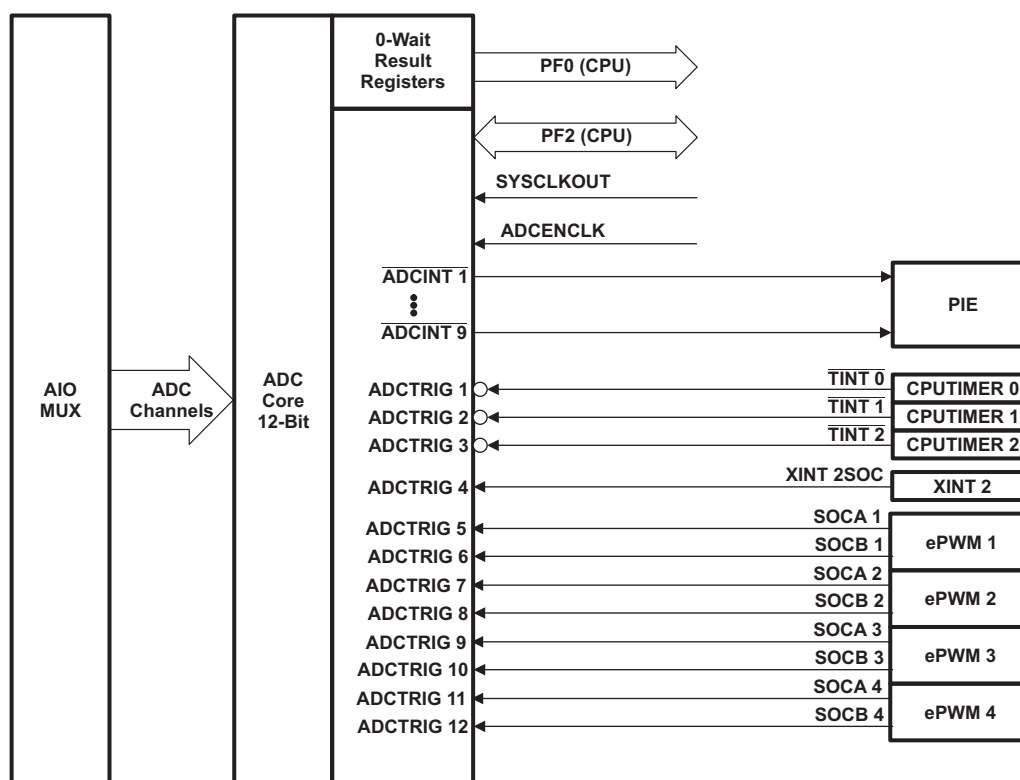 0-Wait
Result
Registers
PF0 (CPU)
PF2 (CPU)
SYSCLKOUT
ADCENCLK
ADCINT 1
ADCINT 9
PIE
AIO
MUX
ADC
Channels
ADC
Core
12-Bit
ADCTRIG 1
TINT 0
CPUTIMER 0
ADCTRIG 2
TINT 1
CPUTIMER 1
ADCTRIG 3
TINT 2
CPUTIMER 2
ADCTRIG 4
XINT 2SOC
XINT 2
ADCTRIG 5
SOCA 1
ADCTRIG 6
SOCB 1
ePWM 1
ADCTRIG 7
SOCA 2
ADCTRIG 8
SOCB 2
ePWM 2
ADCTRIG 9
SOCA 3
ADCTRIG 10
SOCB 3
ePWM 3
ADCTRIG 11
SOCA 4
ADCTRIG 12
SOCB 4
ePWM 4